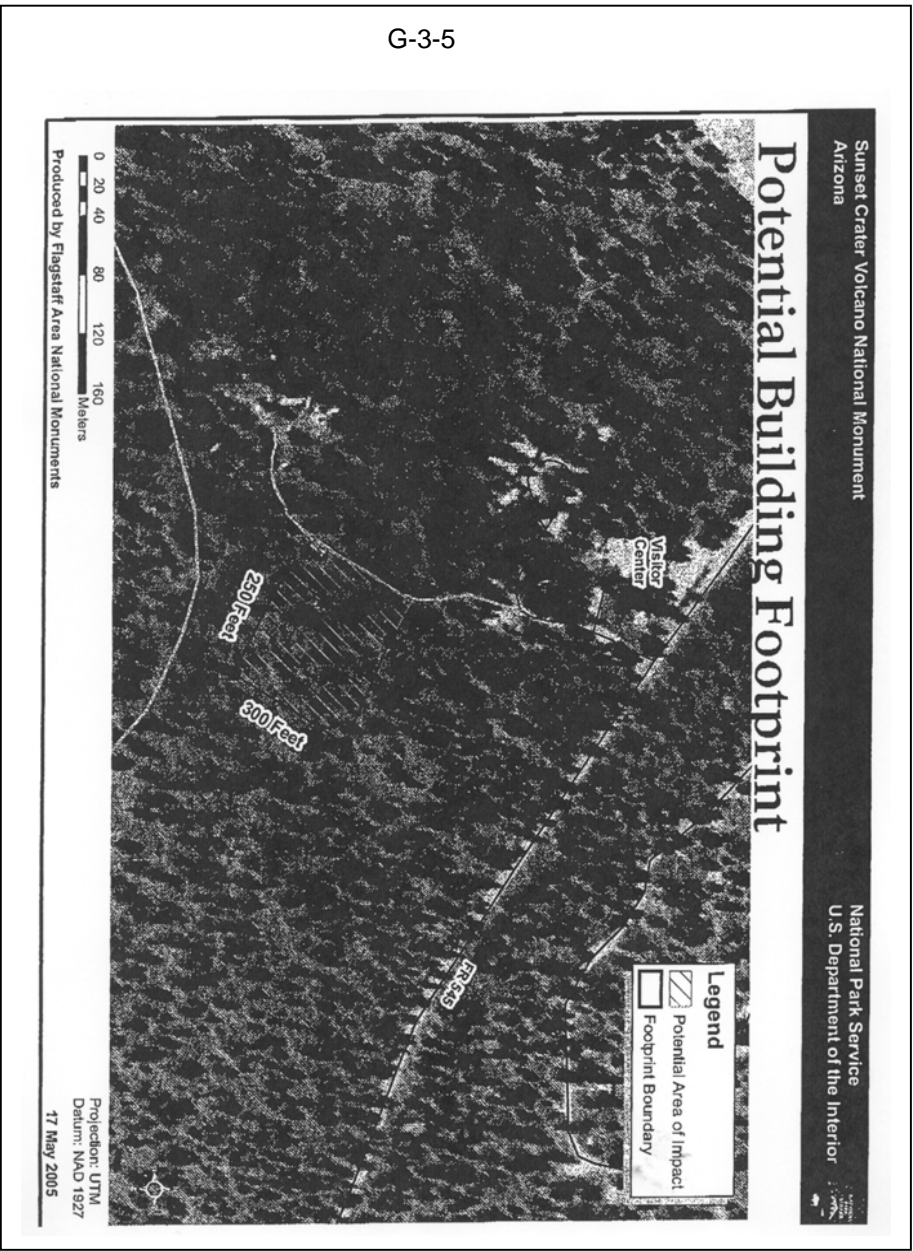 G-3-5
Sunset Crater Volcano National Monument
Arizona
National Park Service
U.S. Department of the Interior
Potential Building Footprint
Visitor
Center
250 Feet
300 Feet
FR 545
Legend
Potential Area of Impact
Footprint Boundary
0 20 40 80 120 160
Meters
Produced by Flagstaff Area National Monuments
Projection: UTM
Datum: NAD 1927
17 May 2005